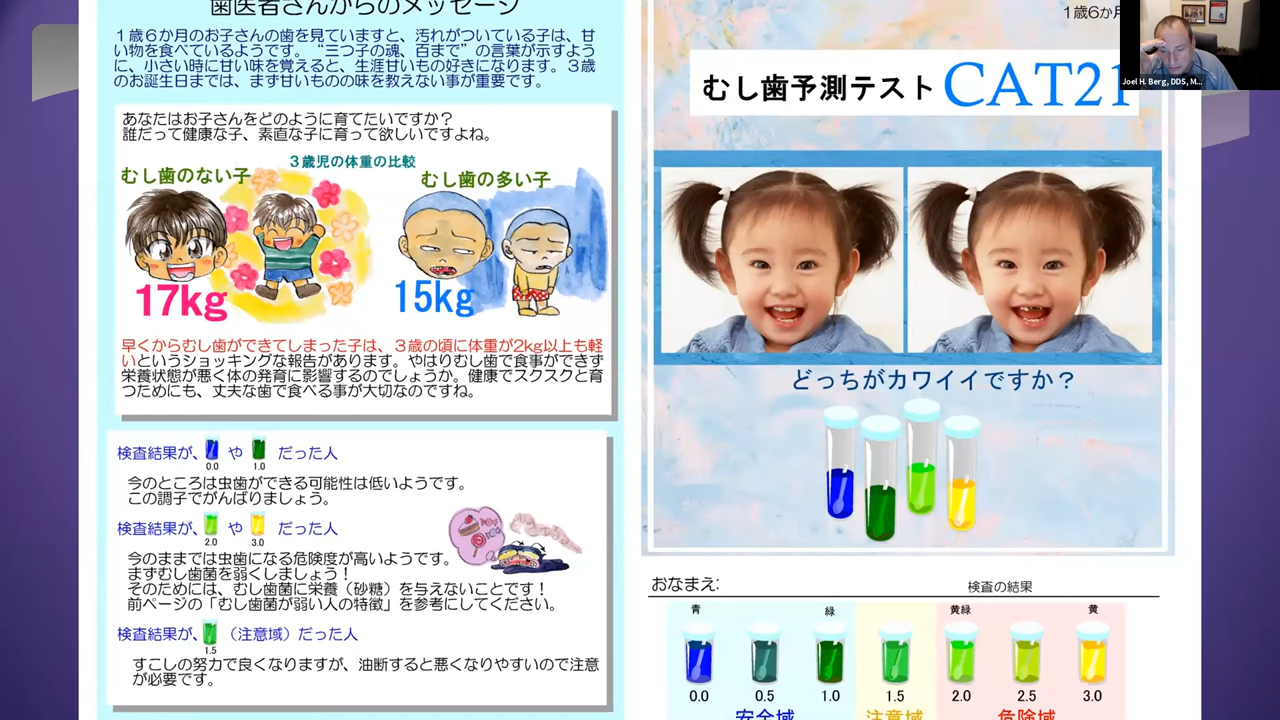 歯医者さんからのメッセージ
１歳６か月のお子さんの歯を見ていますと、汚れがついている子は、甘
い物を食べているようです。“三つ子の魂、百まで”の言葉が示すよう
に、小さい時に甘い味を覚えると、生涯甘いもの好きになります。３歳
のお誕生日までは、まず甘いものの味を教えない事が重要です。
あなたはお子さんをどのように育てたいですか？
誰だって健康な子、素直な子に育って欲しいですよね。
３歳児の体重の比較
むし歯のない子
むし歯の多い子
17kg
15kg
早くからむし歯ができてしまった子は、３歳の頃に体重が2kg以上も軽
いというショッキングな報告があります。やはりむし歯で食事ができず
栄養状態が悪く体の発育に影響するのでしょうか。健康でスクスクと育
つためにも、丈夫な歯で食べる事が大切なのですね。
検査結果が、 や だった人
0.0 1.0
今のところは虫歯ができる可能性は低いようです。
この調子でがんばりましょう。
検査結果が、 や だった人
2.0 3.0
今のままでは虫歯になる危険度が高いようです。
まずむし歯菌を弱くしましょう！
そのためには、むし歯菌に栄養（砂糖）を与えないことです！
前ページの「むし歯菌が弱い人の特徴」を参考にしてください。
検査結果が、 （注意域）だった人
1.5
すこしの努力で良くなりますが、油断すると悪くなりやすいので注意
が必要です。
１歳６か月
Joel H. Berg, DDS, M...
むし歯予測テスト CAT21
どっちがカワイイですか？
おなまえ:
検査の結果
青 緑 黄緑 黄
0.0 0.5 1.0 1.5 2.0 2.5 3.0
安全域 注意域 危険域